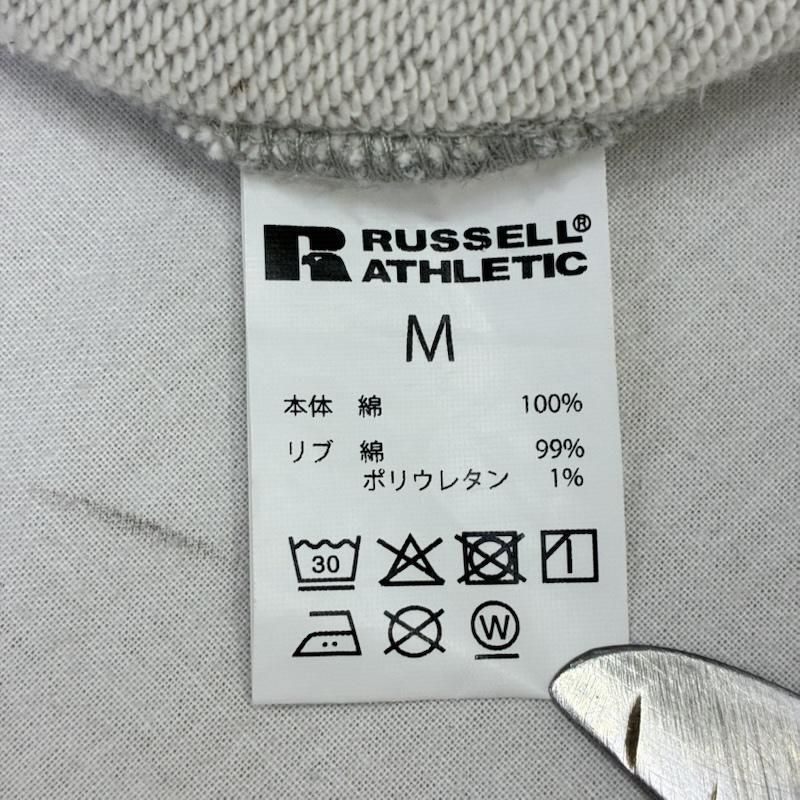 RUSSELL®
ATHLETIC
M
本体 綿 100%
リブ 綿 99%
ポリウレタン 1%
30
W